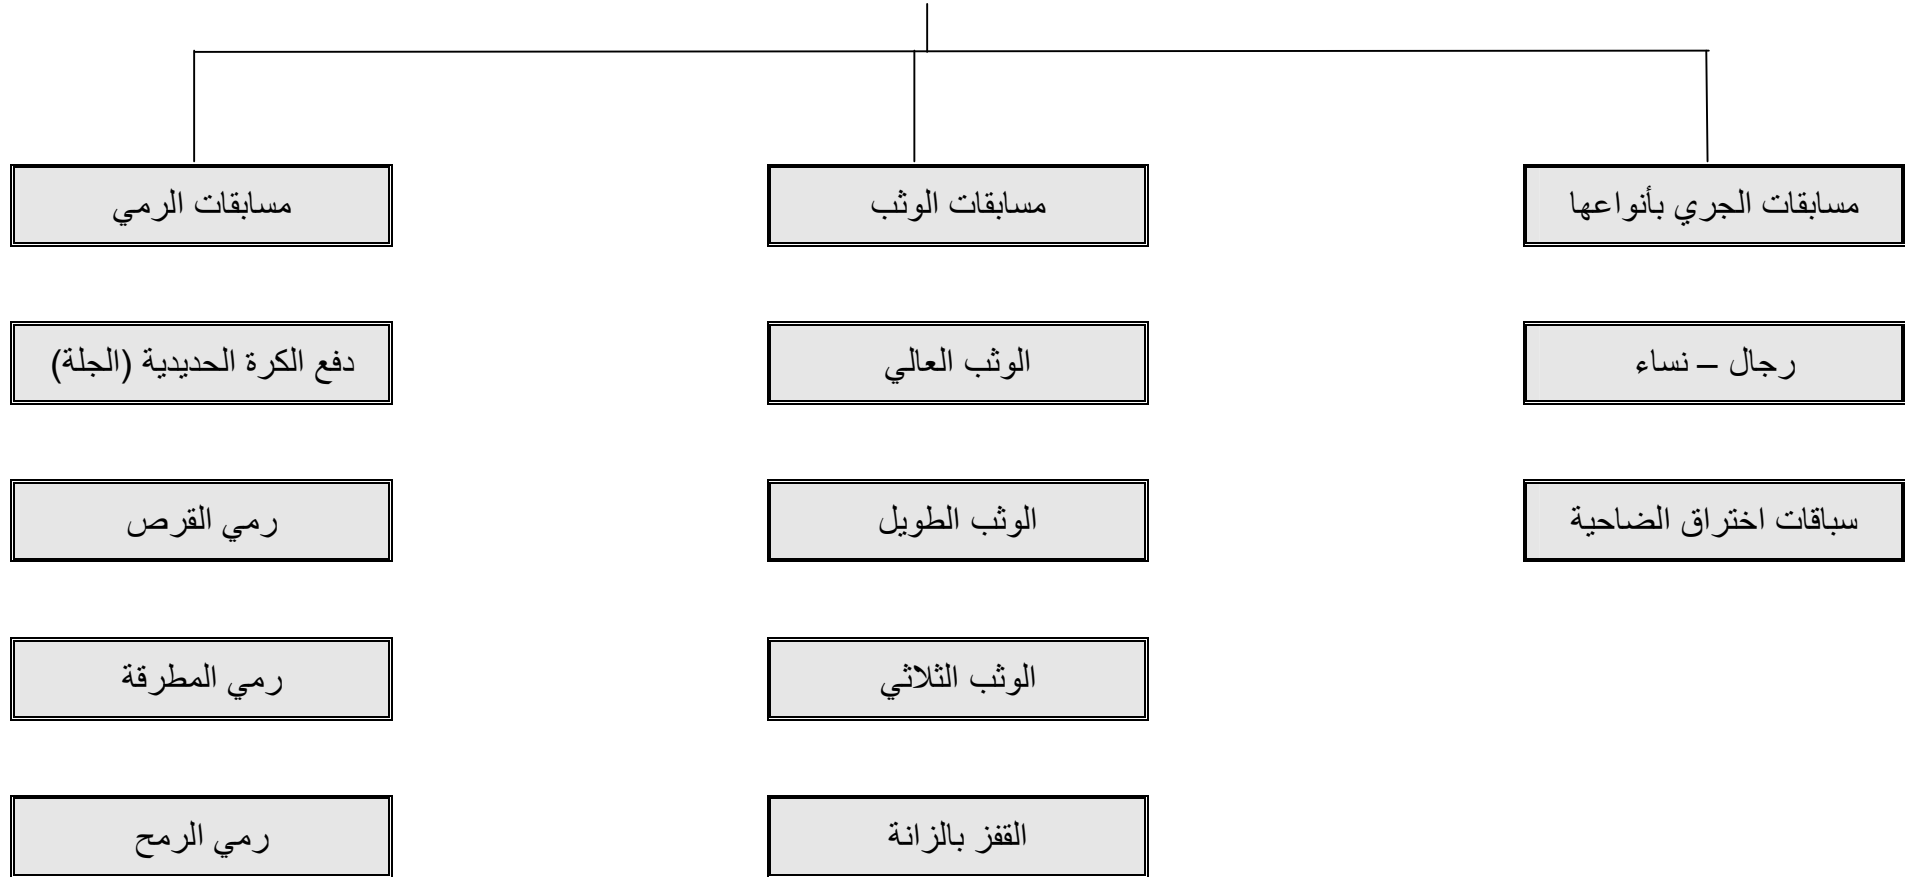 مسابقات الجري بأنواعها
مسابقات الوثب
مسابقات الرمي
رجال – نساء
الوثب العالي
دفع الكرة الحديدية (الجلة)
سباقات اختراق الضاحية
الوثب الطويل
رمي القرص
الوثب الثلاثي
رمي المطرقة
القفز بالزانة
رمي الرمح